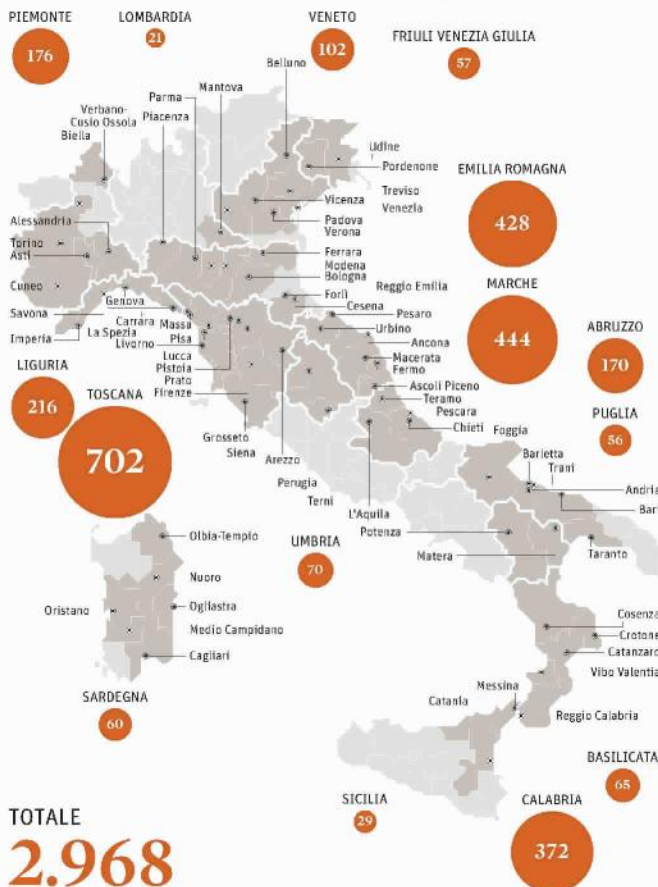 PIEMONTE
176
LOMBARDIA
21
VENETO
102
FRIULI VENEZIA GIULIA
57
Belluno
Mantova
Parma
Piacenza
Verbano-
Cusio Ossola
Biella
Udine
Pordenone
Treviso
Venezia
Vicenza
Padova
Verona
EMILIA ROMAGNA
428
Alessandria
Torino
Asti
Cuneo
Ferrara
Modena
Bologna
Reggio Emilia
Forlì
Cesena
MARCHE
444
Genova
Savona
Carrara
Massa
Imperia
La Spezia
Pisa
Livorno
Lucca
Pistoia
Prato
Firenze
Pesaro
Urbino
Ancona
Macerata
Fermo
Ascoli Piceno
Teramo
Pescara
Chieti
ABRUZZO
170
LIGURIA
216
TOSCANA
702
Grosseto
Siena
Arezzo
Perugia
Terni
L'Aquila
Foggia
PUGLIA
56
Barletta
Trani
Andria
Bar
Taranto
Potenza
Matera
UMBRIA
70
Olbia-Tempio
Nuoro
Oristano
Ogliastra
Medio Campidano
Cagliari
SARDEGNA
60
Cosenza
Crotone
Catanzaro
Vibo Valentia
Messina
Catania
Reggio Calabria
BASILICATA
65
SICILIA
29
CALABRIA
372
TOTALE
2.968